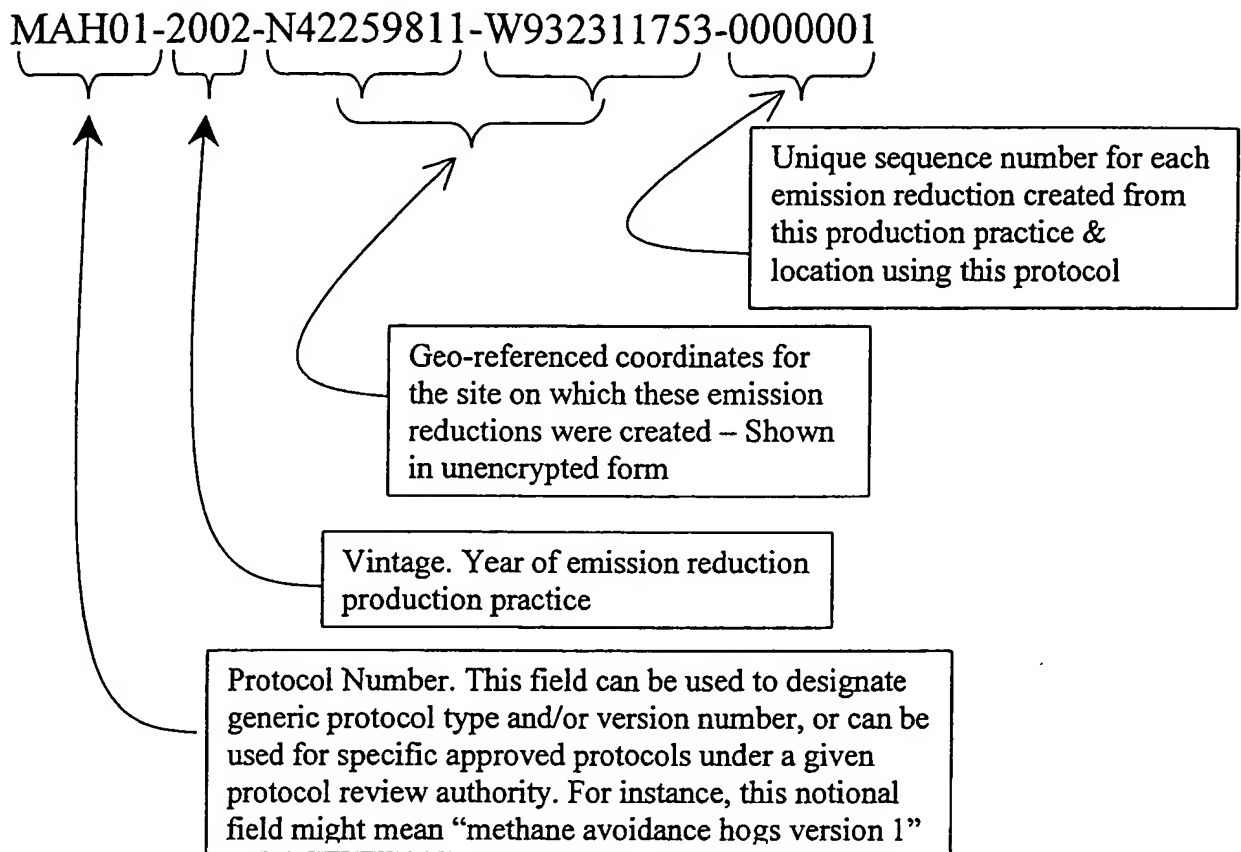 MAH01-2002-N42259811-W932311753-0000001
Unique sequence number for each
emission reduction created from
this production practice &
location using this protocol
Geo-referenced coordinates for
the site on which these emission
reductions were created – Shown
in unencrypted form
Vintage. Year of emission reduction
production practice
Protocol Number. This field can be used to designate
generic protocol type and/or version number, or can be
used for specific approved protocols under a given
protocol review authority. For instance, this notional
field might mean “methane avoidance hogs version 1”